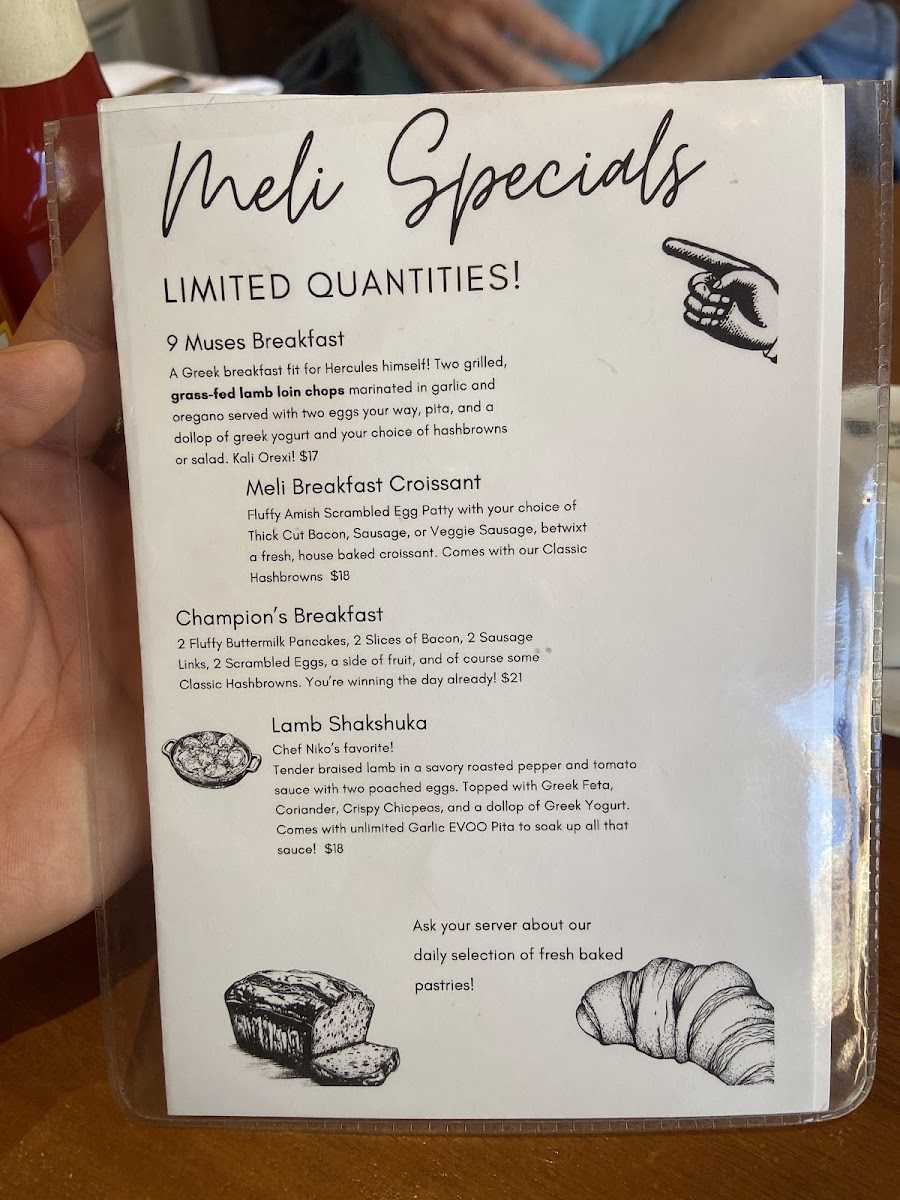 Meli Specials
LIMITED QUANTITIES!
9 Muses Breakfast
A Greek breakfast fit for Hercules himself! Two grilled,
grass-fed lamb loin chops marinated in garlic and
oregano served with two eggs your way, pita, and a
dollop of greek yogurt and your choice of hashbrowns
or salad. Kali Orexi! $17
Meli Breakfast Croissant
Fluffy Amish Scrambled Egg Patty with your choice of
Thick Cut Bacon, Sausage, or Veggie Sausage, betwixt
a fresh, house baked croissant. Comes with our Classic
Hashbrowns $18
Champion's Breakfast
2 Fluffy Buttermilk Pancakes, 2 Slices of Bacon, 2 Sausage
Links, 2 Scrambled Eggs, a side of fruit, and of course some
Classic Hashbrowns. You're winning the day already! $21
Lamb Shakshuka
Chef Niko's favorite!
Tender braised lamb in a savory roasted pepper and tomato
sauce with two poached eggs. Topped with Greek Feta,
Coriander, Crispy Chicpeas, and a dollop of Greek Yogurt.
Comes with unlimited Garlic EVOO Pita to soak up all that
sauce! $18
Ask your server about our
daily selection of fresh baked
pastries!